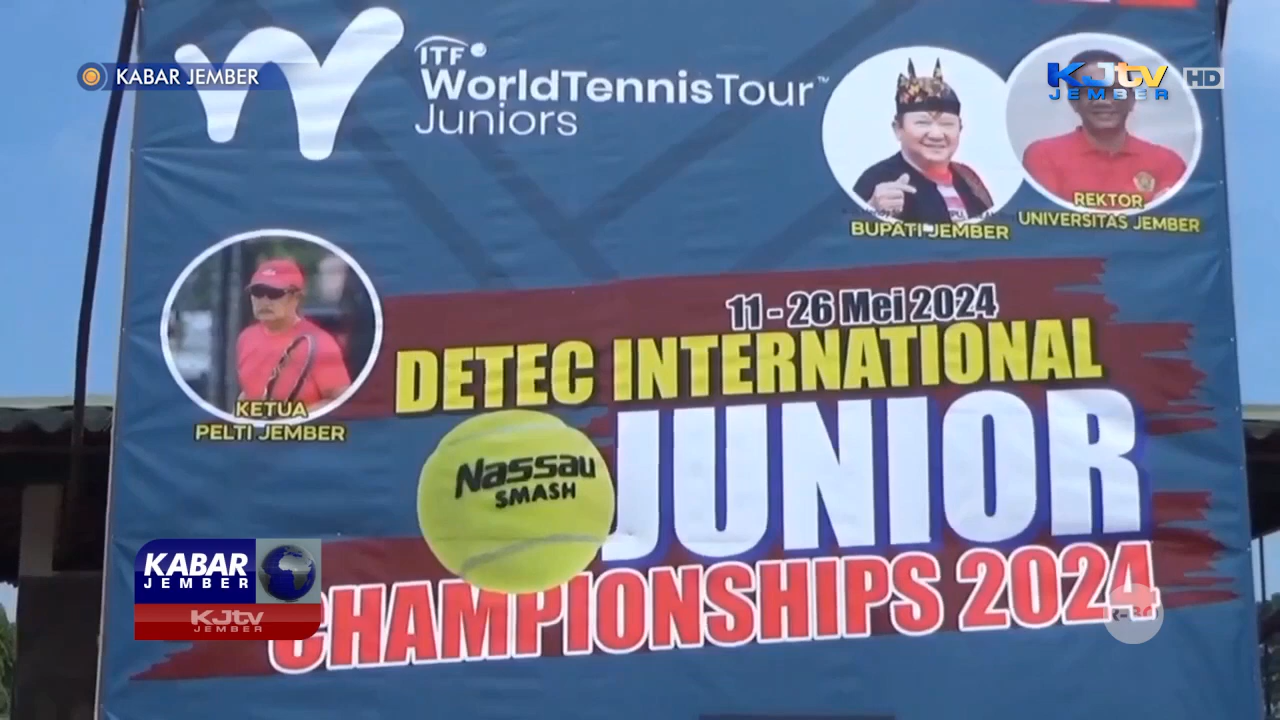 KABAR JEMBER
ITF
WorldTennisTour™
Juniors
KJtv HD
JEMBER
BUPATI JEMBER
REKTOR
UNIVERSITAS JEMBER
KETUA
PELTI JEMBER
11 - 26 Mei 2024
DETEC INTERNATIONAL
Nassau
SMASH
JUNIOR
CHAMPIONSHIPS 2024
KABAR
JEMBER
KJtv
JEMBER